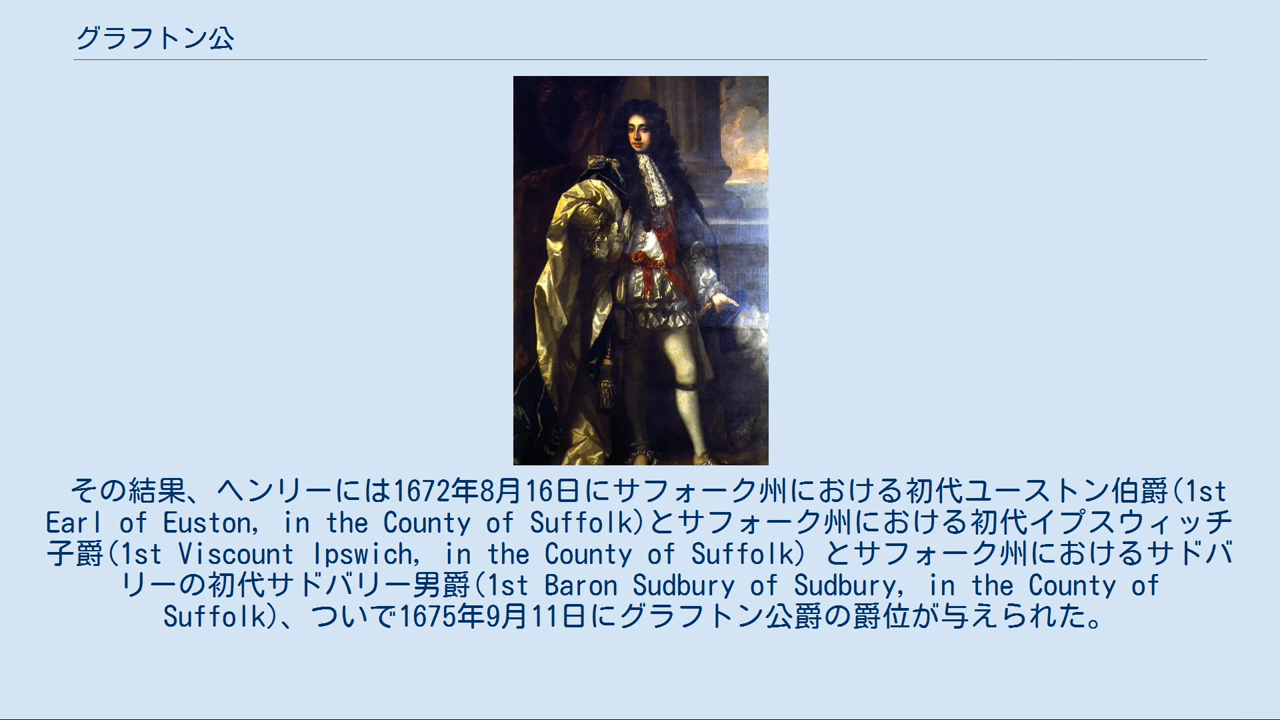 グラフトン公
その結果、ヘンリーには1672年8月16日にサフォーク州における初代ユーストン伯爵(1st
Earl of Euston, in the County of Suffolk)とサフォーク州における初代イプスウィッチ
子爵(1st Viscount Ipswich, in the County of Suffolk) とサフォーク州におけるサドバ
リーの初代サドバリー男爵(1st Baron Sudbury of Sudbury, in the County of
Suffolk)、ついで1675年9月11日にグラフトン公爵の爵位が与えられた。